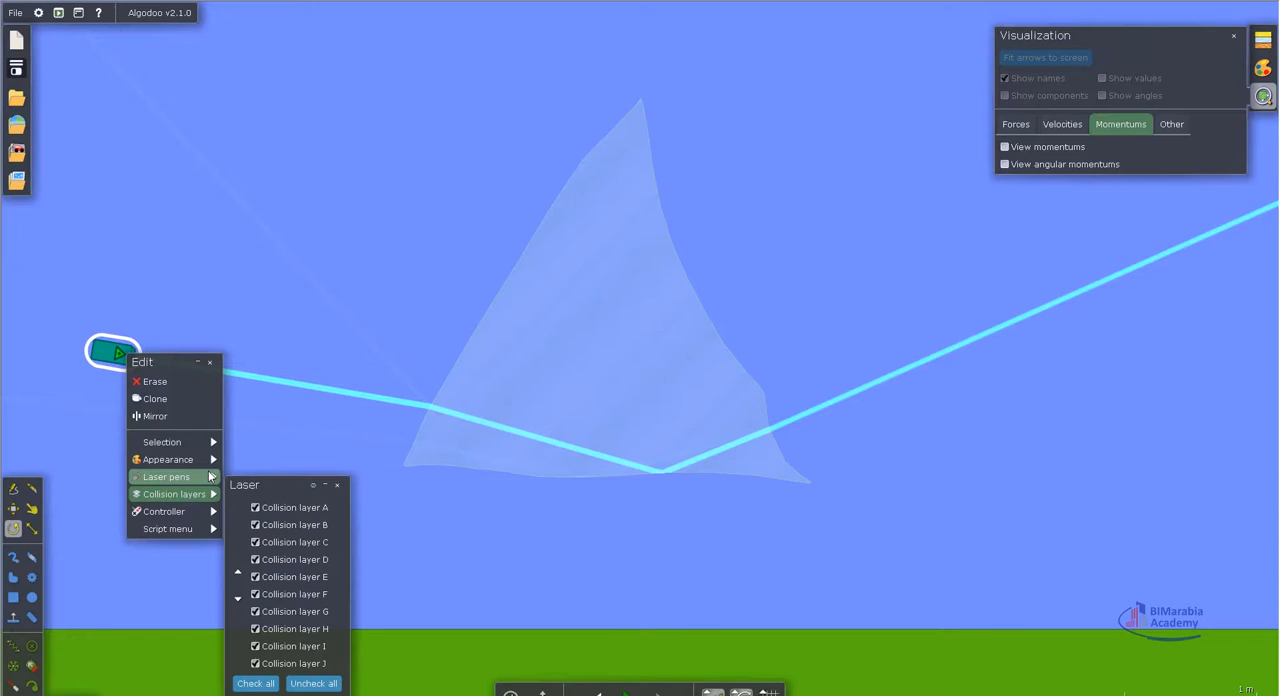 File
?
Algodoo v2.1.0
Visualization
Fit arrows to screen
Show names
Show values
Show components
Show angles
Forces
Velocities
Momentums
Other
View momentums
View angular momentums
Edit
Erase
Clone
Mirror
Selection
Appearance
Laser pens
Collision layers
Controller
Script menu
Laser
Collision layer A
Collision layer B
Collision layer C
Collision layer D
Collision layer E
Collision layer F
Collision layer G
Collision layer H
Collision layer I
Collision layer J
Check all
Uncheck all
BIMarabia
Academy
1 m